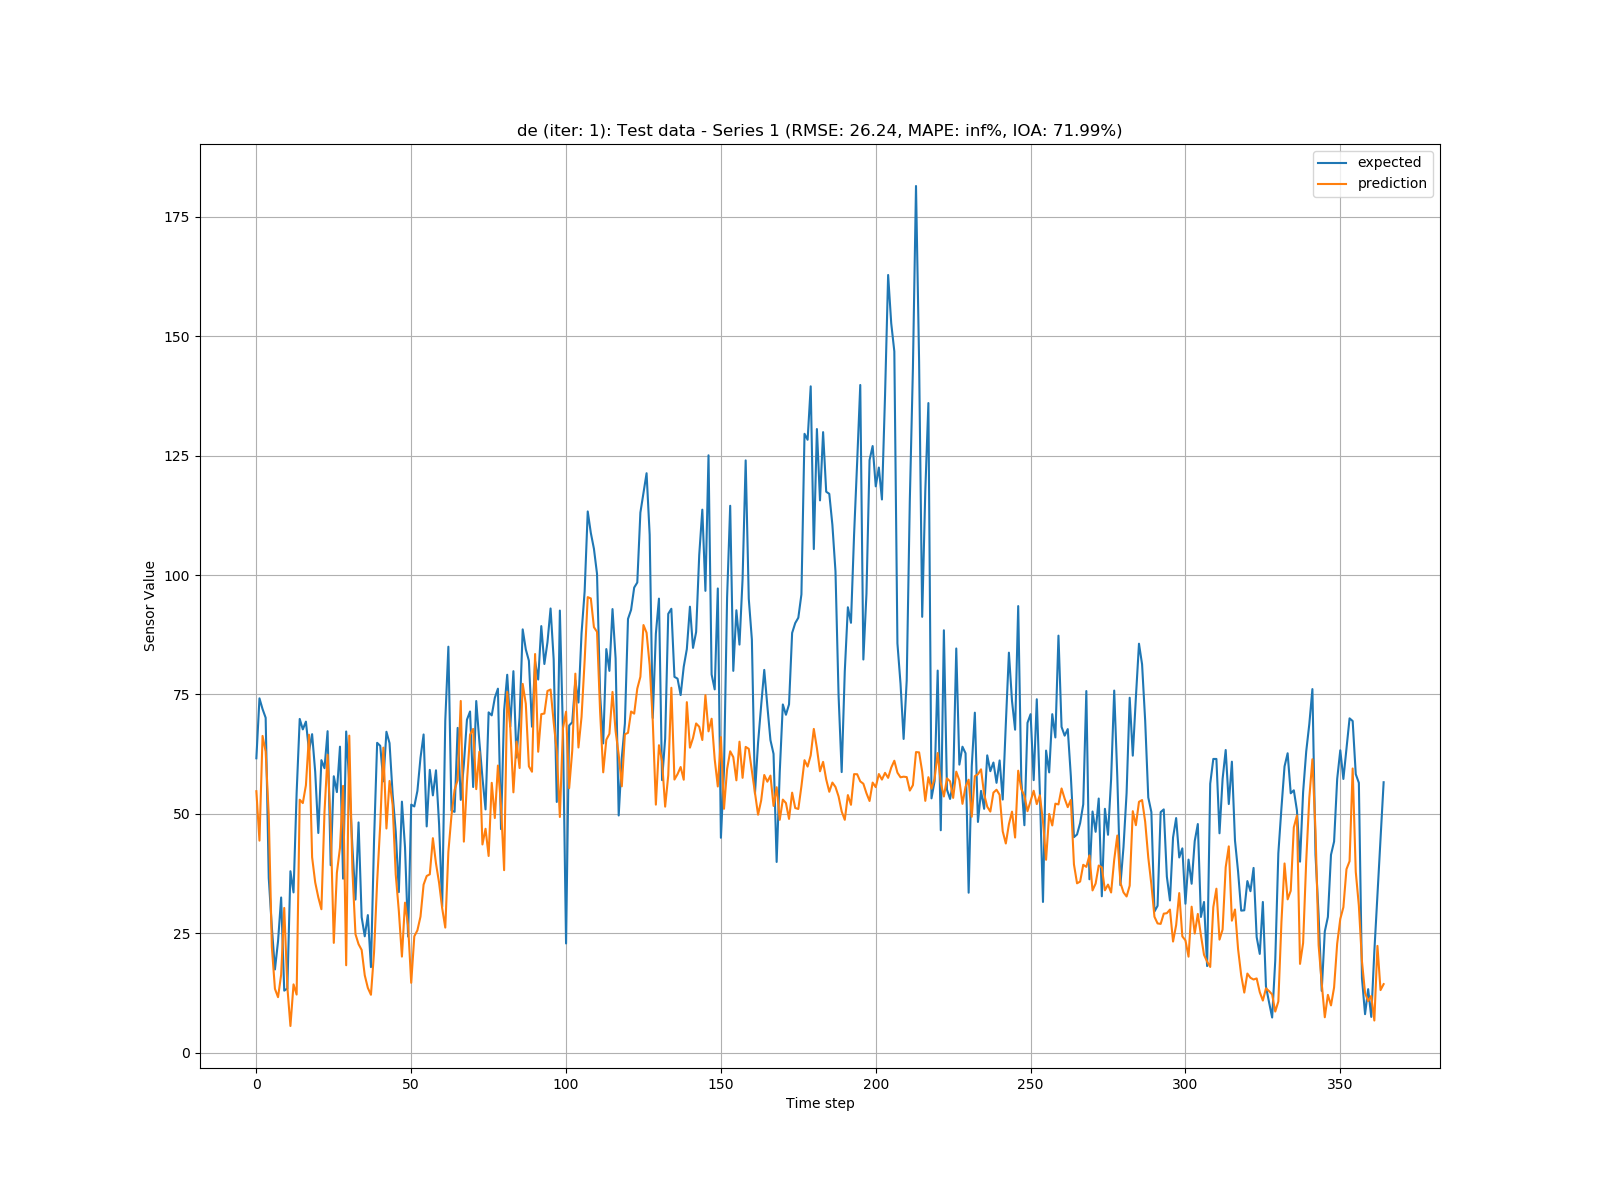 de (iter: 1): Test data - Series 1 (RMSE: 26.24, MAPE: inf%, IOA: 71.99%)
expected
prediction
175
150
125
100
75
50
25
0
Sensor Value
0 50 100 150 200 250 300 350
Time step